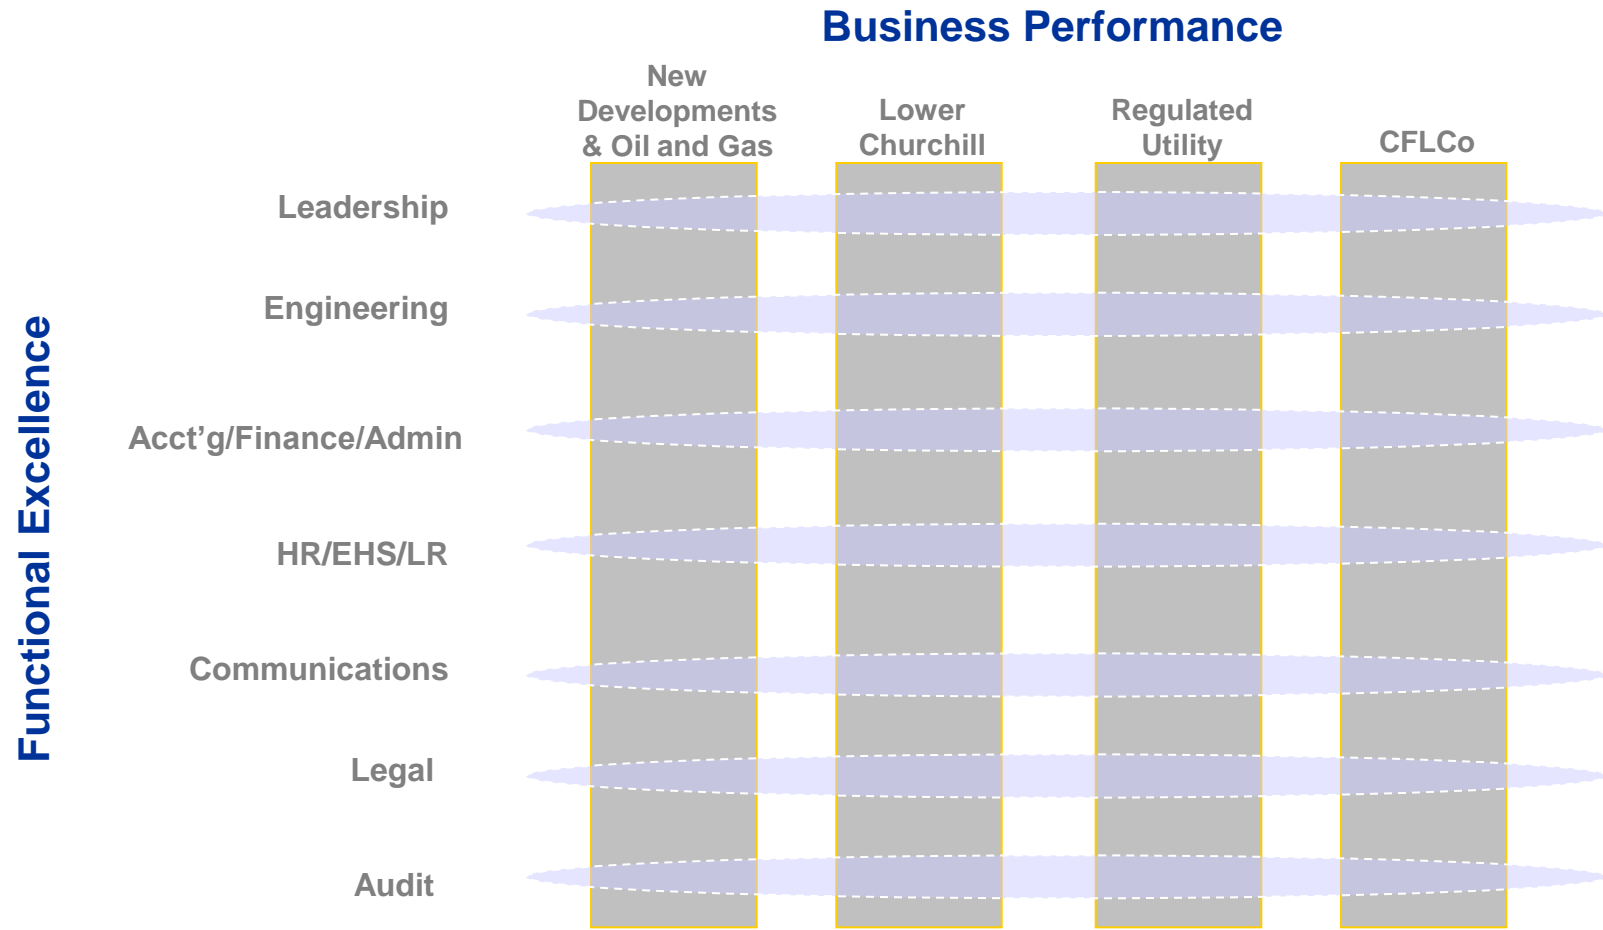 Business Performance
New
Developments
& Oil and Gas
Lower
Churchill
Regulated
Utility
CFLCo
Functional Excellence
Leadership
Engineering
Acct’g/Finance/Admin
HR/EHS/LR
Communications
Legal
Audit